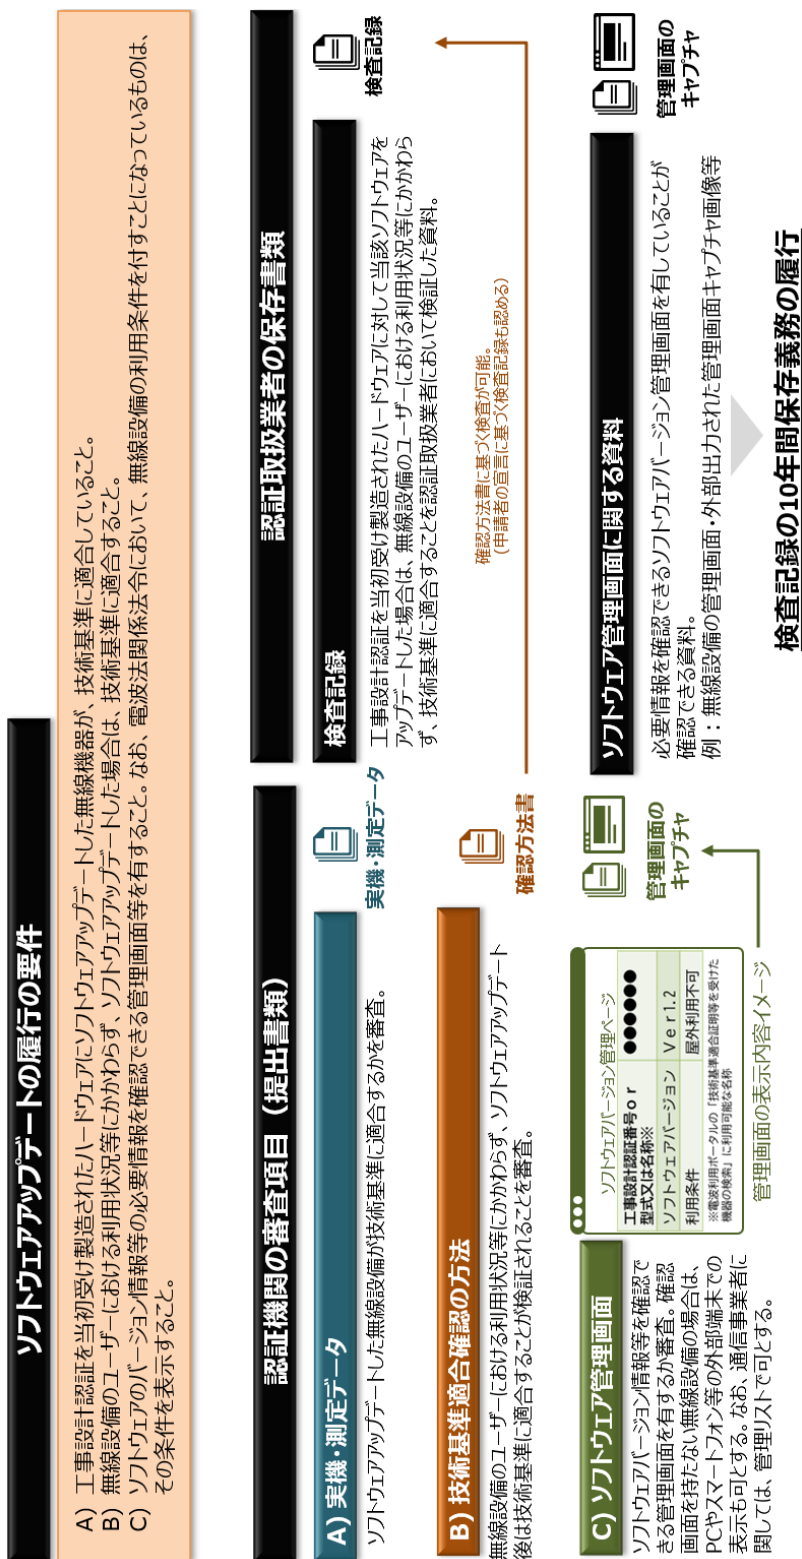 ソフトウェアアップデートの履行の要件
A) 工事設計認証を当初受け製造されたハードウェアにソフトウェアアップデートした無線機器が、技術基準に適合していること。
B) 無線設備のユーザーにおける利用状況等にかかわらず、ソフトウェアアップデートした場合は、技術基準に適合すること。
C) ソフトウェアのバージョン情報等の必要情報を確認できる管理画面等を有すること。なお、電波法関係法令において、無線設備の利用条件を付すことになっているものは、
その条件を表示すること。
認証機関の審査項目（提出書類）
A) 実機・測定データ
ソフトウェアアップデートした無線設備が技術基準に適合するかを審査。
実機・測定データ
B) 技術基準適合確認の方法
無線設備のユーザーにおける利用状況等にかかわらず、ソフトウェアアップデート
後は技術基準に適合することが検証されることを審査。
確認方法書
C) ソフトウェア管理画面
ソフトウェアバージョン情報等を確認で
きる管理画面を有するか審査。確認
画面を持たない無線設備の場合は、
PCやスマートフォン等の外部端末での
表示も可とする。なお、通信事業者に
関しては、管理リストで可とする。
ソフトウェアバージョン管理ページ
工事設計認証番号or
型式又は名称※
●●●●●●
ソフトウェアバージョン
Ver1.2
利用条件
屋外利用不可
※電波利用ポータルの「技術基準適合証明等を受けた
機器の検索」に利用可能な名称
管理画面の表示内容イメージ
管理画面の
キャプチャ
認証取扱業者の保存書類
検査記録
工事設計認証を当初受け製造されたハードウェアに対して当該ソフトウェアを
アップデートした場合は、無線設備のユーザーにおける利用状況等にかかわら
ず、技術基準に適合することを認証取扱業者において検証した資料。
検査記録
確認方法書に基づく検査が可能。
（申請者の宣言に基づく検査記録も認める）
ソフトウェア管理画面に関する資料
必要情報を確認できるソフトウェアバージョン管理画面を有していることが
確認できる資料。
例：無線設備の管理画面・外部出力された管理画面キャプチャ画像等
管理画面の
キャプチャ
検査記録の10年間保存義務の履行